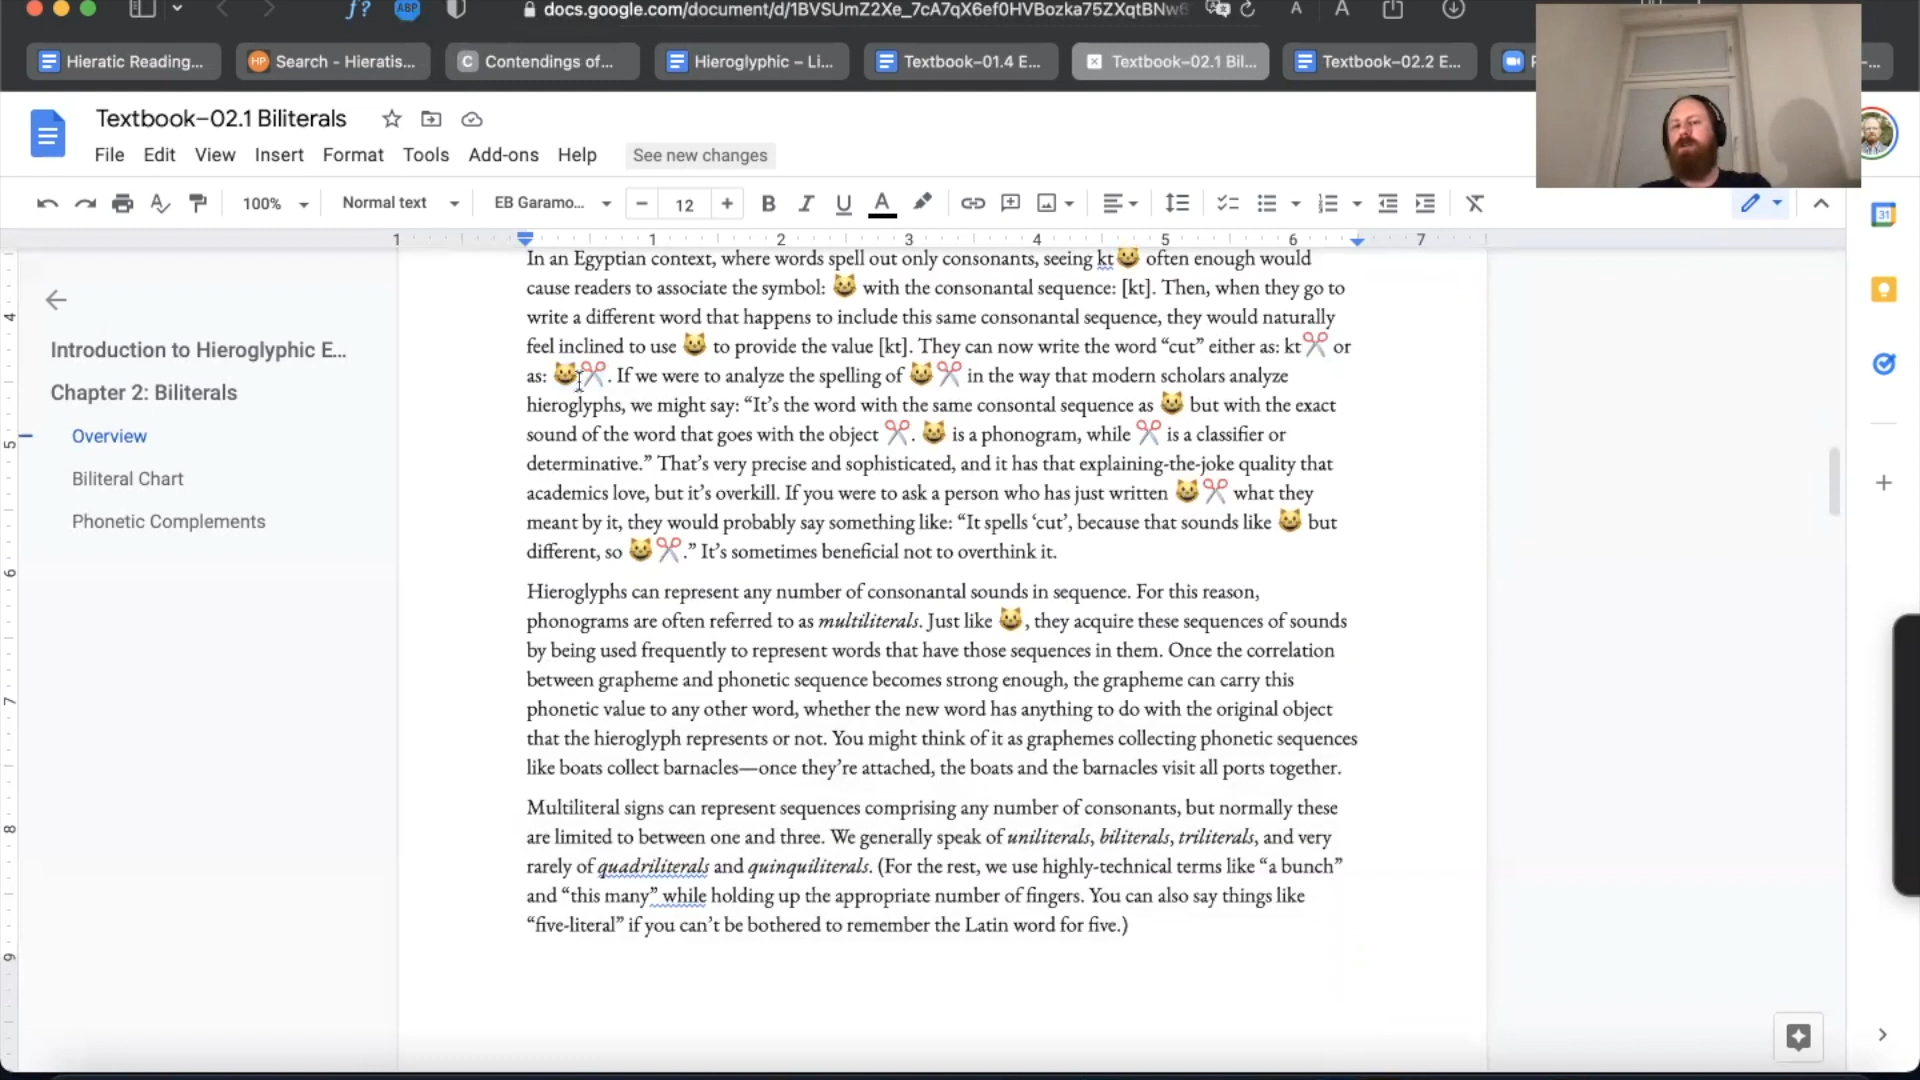 docs.google.com/document/d/1BVSUmZ2Xe_7cA7qX6ef0HVBozka75ZXqtBNw
Hieratic Reading...
Search - Hieratis...
Contendings of...
Hieroglyphic – Li...
Textbook–01.4 E...
Textbook–02.1 Bil...
Textbook–02.2 E...
Textbook–02.1 Biliterals
File Edit View Insert Format Tools Add-ons Help See new changes
100% Normal text EB Garamo... 12
1 1 2 3 4 5 6 7
Introduction to Hieroglyphic E...
Chapter 2: Biliterals
Overview
Biliteral Chart
Phonetic Complements
In an Egyptian context, where words spell out only consonants, seeing kt😺 often enough would
cause readers to associate the symbol: 😺 with the consonantal sequence: [kt]. Then, when they go to
write a different word that happens to include this same consonantal sequence, they would naturally
feel inclined to use 😺 to provide the value [kt]. They can now write the word “cut” either as: kt✂️ or
as: 😺✂️. If we were to analyze the spelling of 😺✂️ in the way that modern scholars analyze
hieroglyphs, we might say: “It’s the word with the same consontal sequence as 😺 but with the exact
sound of the word that goes with the object ✂️. 😺 is a phonogram, while ✂️ is a classifier or
determinative.” That’s very precise and sophisticated, and it has that explaining-the-joke quality that
academics love, but it’s overkill. If you were to ask a person who has just written 😺✂️ what they
meant by it, they would probably say something like: “It spells ‘cut’, because that sounds like 😺 but
different, so 😺✂️.” It’s sometimes beneficial not to overthink it.
Hieroglyphs can represent any number of consonantal sounds in sequence. For this reason,
phonograms are often referred to as multiliterals. Just like 😺, they acquire these sequences of sounds
by being used frequently to represent words that have those sequences in them. Once the correlation
between grapheme and phonetic sequence becomes strong enough, the grapheme can carry this
phonetic value to any other word, whether the new word has anything to do with the original object
that the hieroglyph represents or not. You might think of it as graphemes collecting phonetic sequences
like boats collect barnacles—once they’re attached, the boats and the barnacles visit all ports together.
Multiliteral signs can represent sequences comprising any number of consonants, but normally these
are limited to between one and three. We generally speak of uniliterals, biliterals, triliterals, and very
rarely of quadriliterals and quinquiliterals. (For the rest, we use highly-technical terms like “a bunch”
and “this many” while holding up the appropriate number of fingers. You can also say things like
“five-literal” if you can’t be bothered to remember the Latin word for five.)
4
5
6
7
8
9